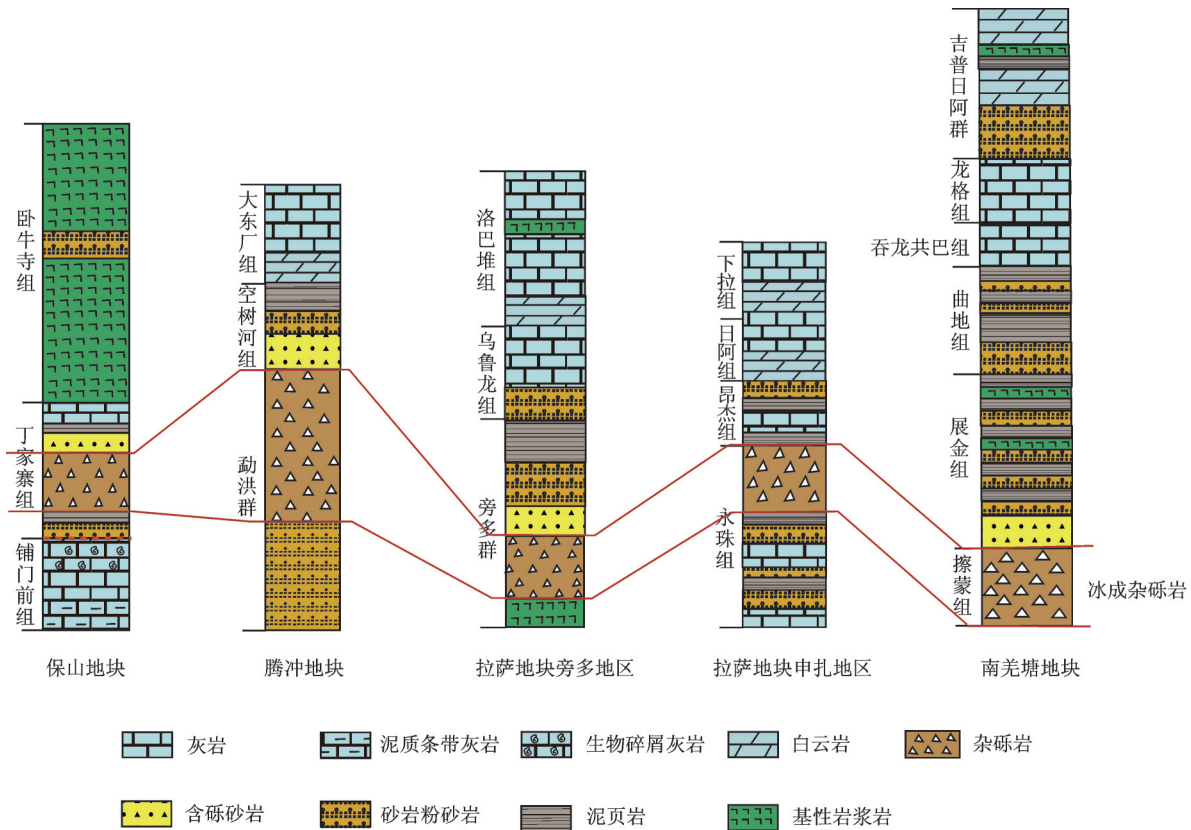 卧牛寺组
丁家寨组
铺门前组
保山地块
大东厂组
空树河组
勐洪群
腾冲地块
洛巴堆组
乌鲁龙组
旁多群
拉萨地块旁多地区
下拉组
日阿组
昂杰组
永珠组
拉萨地块申扎地区
吉普日阿群
龙格组
吞龙共巴组
曲地组
展金组
擦蒙组
冰成杂砾岩
南羌塘地块
灰岩
泥质条带灰岩
生物碎屑灰岩
白云岩
杂砾岩
含砾砂岩
砂岩粉砂岩
泥页岩
基性岩浆岩